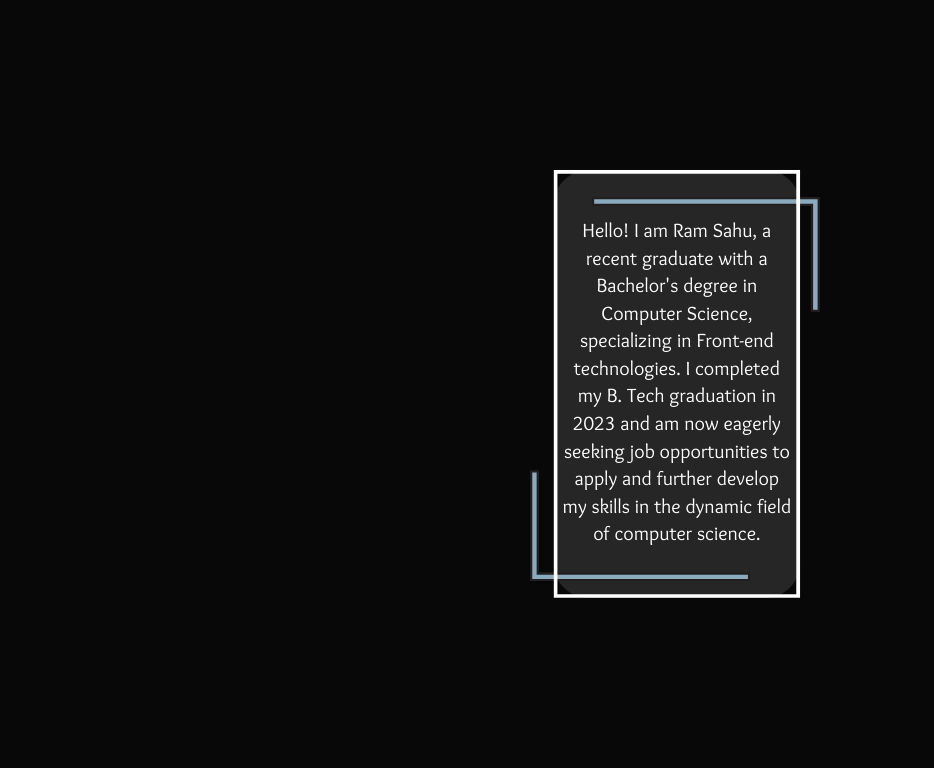 Hello! I am Ram Sahu, a
recent graduate with a
Bachelor's degree in
Computer Science,
specializing in Front-end
technologies. I completed
my B. Tech graduation in
2023 and am now eagerly
seeking job opportunities to
apply and further develop
my skills in the dynamic field
of computer science.